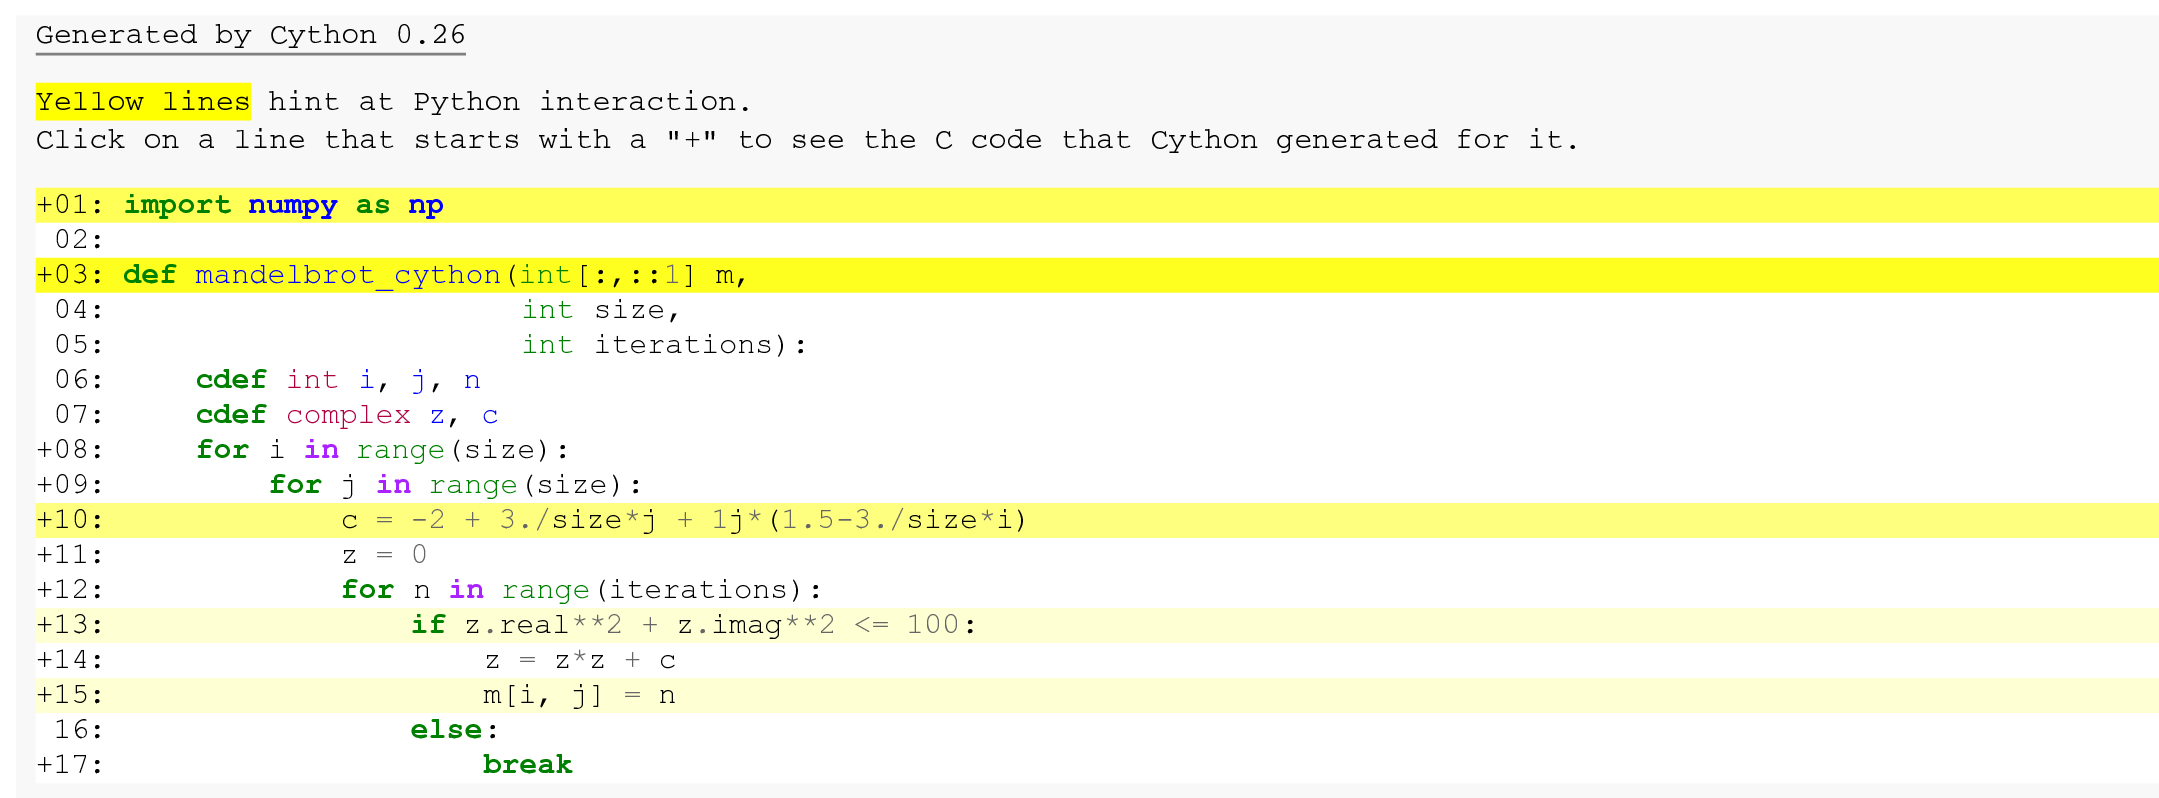 Generated by Cython 0.26
Yellow lines hint at Python interaction.
Click on a line that starts with a "+" to see the C code that Cython generated for it.
+01: import numpy as np
 02:
+03: def mandelbrot_cython(int[:,::1] m,
 04:                       int size,
 05:                       int iterations):
 06:     cdef int i, j, n
 07:     cdef complex z, c
+08:     for i in range(size):
+09:         for j in range(size):
+10:             c = -2 + 3./size*j + 1j*(1.5-3./size*i)
+11:             z = 0
+12:             for n in range(iterations):
+13:                 if z.real**2 + z.imag**2 <= 100:
+14:                     z = z*z + c
+15:                     m[i, j] = n
 16:                 else:
+17:                     break